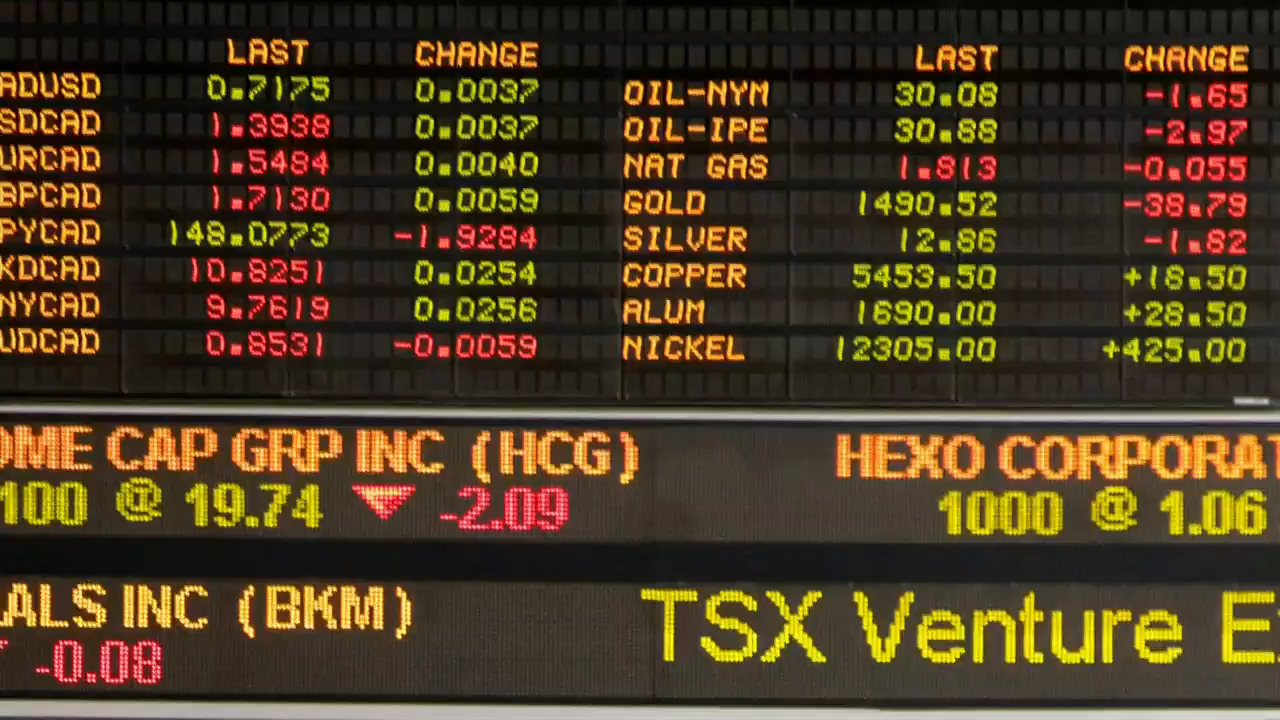 LAST CHANGE LAST CHANGE
ADUSD 0.7175 0.0037 OIL-NYM 30.08 -1.65
SDCAD 1.3938 0.0037 OIL-IPE 30.68 -2.97
URCAD 1.5484 0.0040 NAT GAS 1.813 -0.055
BPCAD 1.7130 0.0059 GOLD 1490.52 -38.79
PYCAD 148.0773 -1.9284 SILVER 12.86 -1.62
KDCAD 10.8251 0.0254 COPPER 5453.50 +18.50
NYCAD 9.7619 0.0256 ALUM 1690.00 +28.50
UDCAD 0.8531 -0.0059 NICKEL 12305.00 +425.00
OME CAP GRP INC (HCG) HEXO CORPORAT
100 @ 19.74 ▼ -2.09 1000 @ 1.06
ALS INC (BKM) TSX Venture E
-0.08